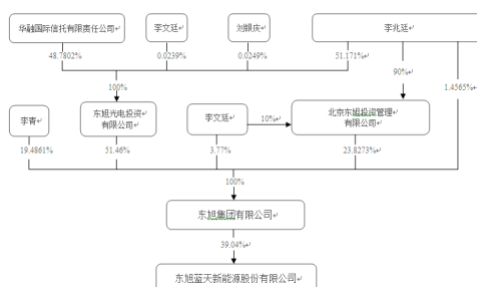 华融国际信托有限责任公司
李文廷
刘银庆
李兆廷
48.7802%
0.0239%
0.0249%
51.171%
100%
90%
1.4565%
李青
东旭光电投资
有限公司
李文廷
10%
北京东旭投资管理
有限公司
19.4861%
51.46%
3.77%
23.8273%
100%
东旭集团有限公司
39.04%
东旭蓝天新能源股份有限公司